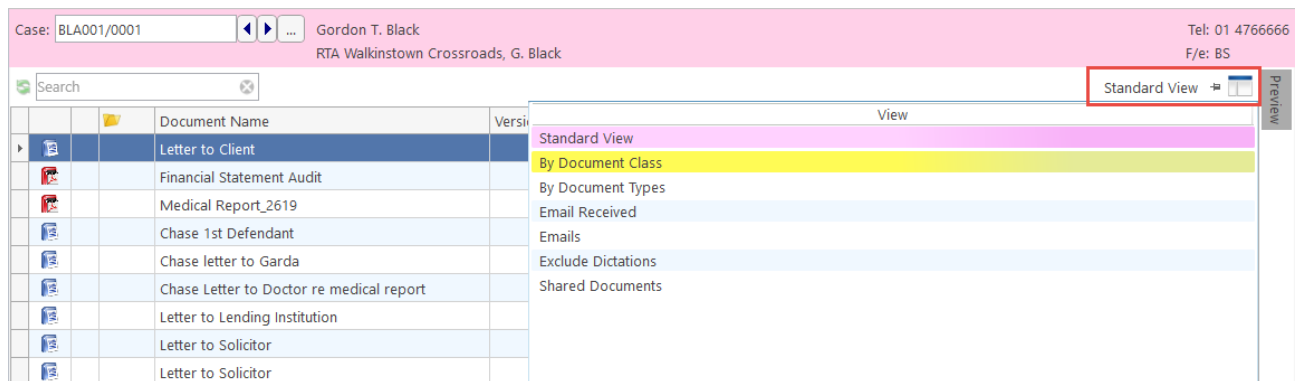 Case: BLA001/0001 ... Gordon T. Black Tel: 01 4766666
RTA Walkinstown Crossroads, G. Black F/e: BS
Search Standard View
Preview
Document Name Versi View
Letter to Client Standard View
Financial Statement Audit By Document Class
Medical Report_2619 By Document Types
Chase 1st Defendant Email Received
Chase letter to Garda Emails
Chase Letter to Doctor re medical report Exclude Dictations
Letter to Lending Institution Shared Documents
Letter to Solicitor
Letter to Solicitor